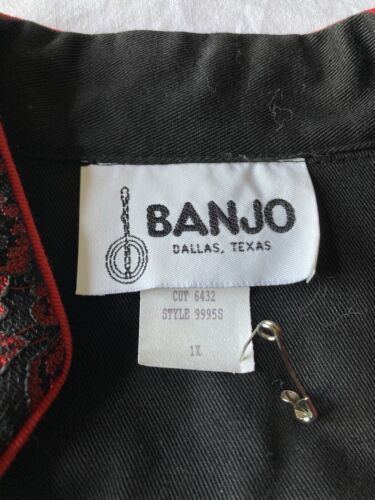 BANJO
DALLAS, TEXAS
CUT 6432
STYLE 9995S
1X